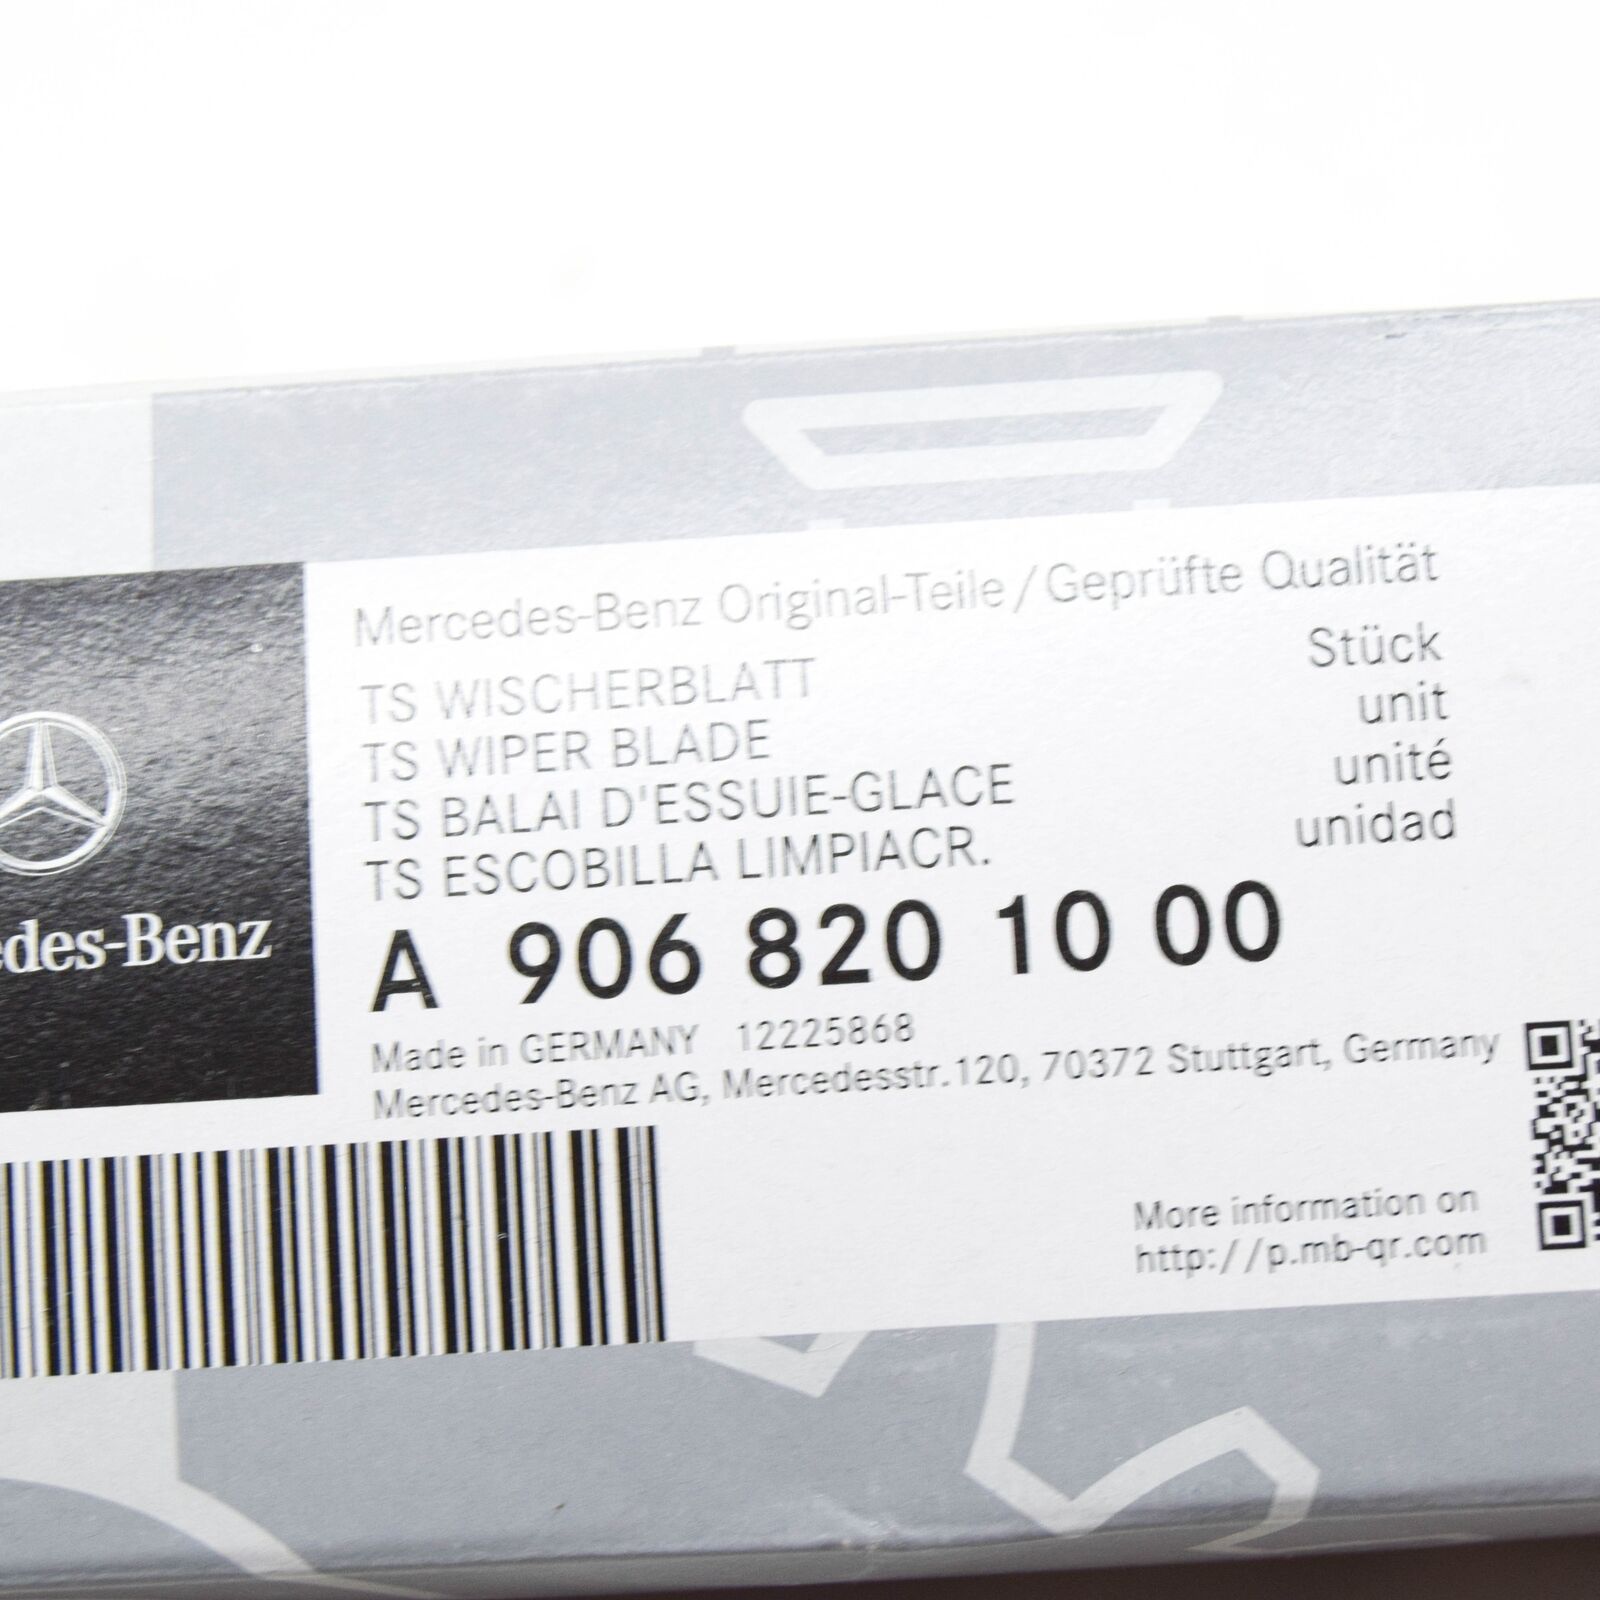 Mercedes-Benz Original-Teile / Geprüfte Qualität
TS WISCHERBLATT Stück
TS WIPER BLADE unit
TS BALAI D'ESSUIE-GLACE unité
TS ESCOBILLA LIMPIACR. unidad
A 906 820 10 00
Made in GERMANY 12225868
Mercedes-Benz AG, Mercedesstr.120, 70372 Stuttgart, Germany
edes-Benz
More information on
http://p.mb-qr.com